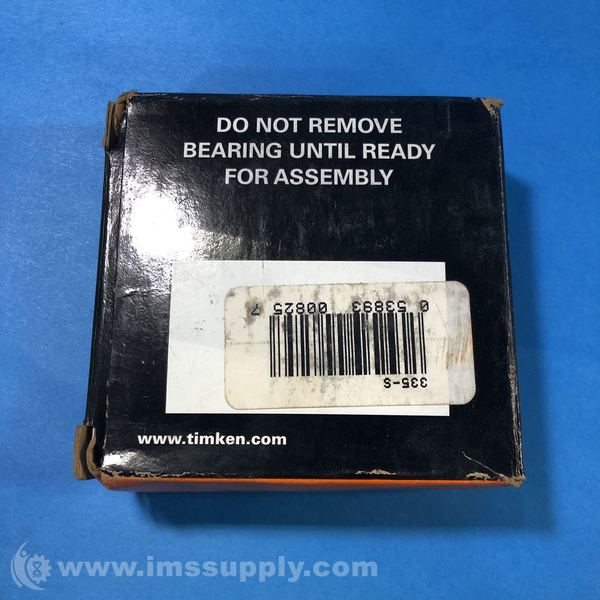 DO NOT REMOVE
BEARING UNTIL READY
FOR ASSEMBLY
335-S
0 53893 00825 7
www.timken.com
www.imssupply.com